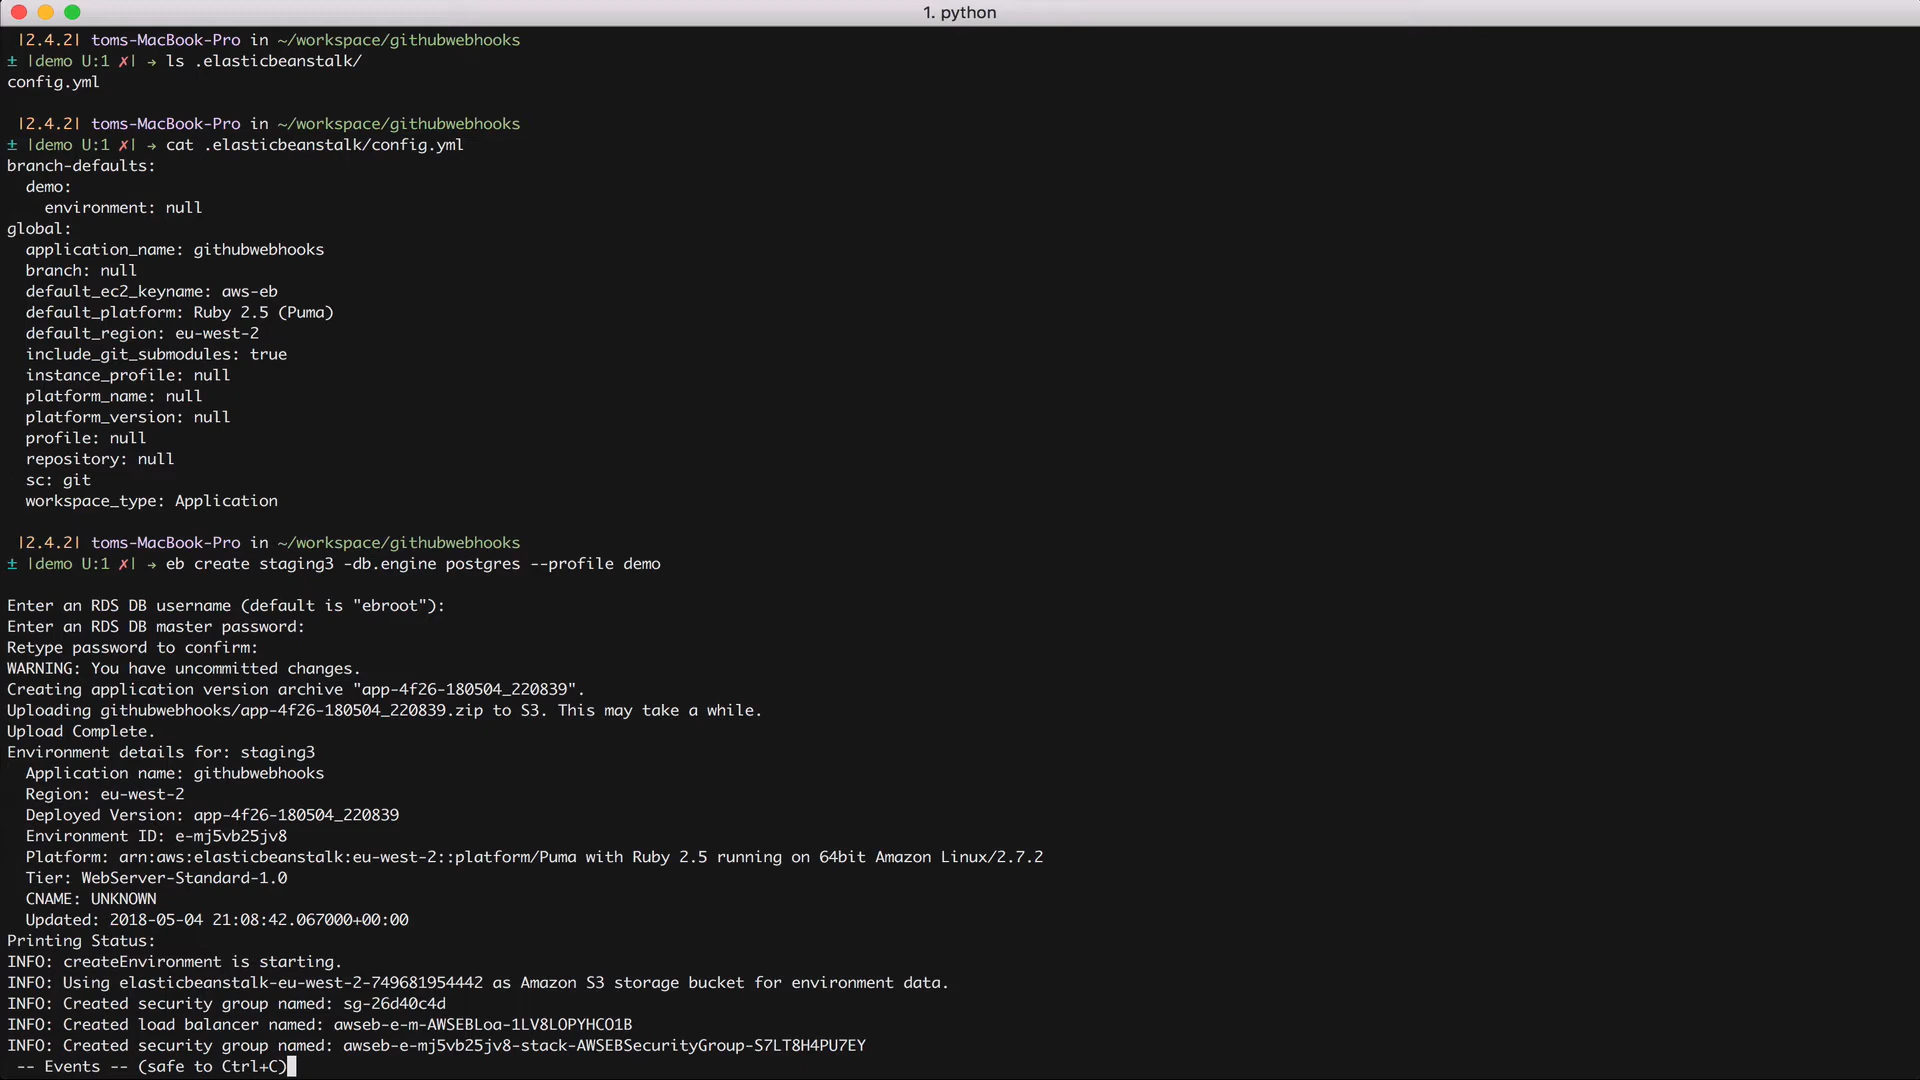 1. python
|2.4.2| toms-MacBook-Pro in ~/workspace/githubwebhooks
± |demo U:1 ✗| → ls .elasticbeanstalk/
config.yml
|2.4.2| toms-MacBook-Pro in ~/workspace/githubwebhooks
± |demo U:1 ✗| → cat .elasticbeanstalk/config.yml
branch-defaults:
  demo:
    environment: null
global:
  application_name: githubwebhooks
  branch: null
  default_ec2_keyname: aws-eb
  default_platform: Ruby 2.5 (Puma)
  default_region: eu-west-2
  include_git_submodules: true
  instance_profile: null
  platform_name: null
  platform_version: null
  profile: null
  repository: null
  sc: git
  workspace_type: Application
|2.4.2| toms-MacBook-Pro in ~/workspace/githubwebhooks
± |demo U:1 ✗| → eb create staging3 -db.engine postgres --profile demo
Enter an RDS DB username (default is "ebroot"):
Enter an RDS DB master password:
Retype password to confirm:
WARNING: You have uncommitted changes.
Creating application version archive "app-4f26-180504_220839".
Uploading githubwebhooks/app-4f26-180504_220839.zip to S3. This may take a while.
Upload Complete.
Environment details for: staging3
  Application name: githubwebhooks
  Region: eu-west-2
  Deployed Version: app-4f26-180504_220839
  Environment ID: e-mj5vb25jv8
  Platform: arn:aws:elasticbeanstalk:eu-west-2::platform/Puma with Ruby 2.5 running on 64bit Amazon Linux/2.7.2
  Tier: WebServer-Standard-1.0
  CNAME: UNKNOWN
  Updated: 2018-05-04 21:08:42.067000+00:00
Printing Status:
INFO: createEnvironment is starting.
INFO: Using elasticbeanstalk-eu-west-2-749681954442 as Amazon S3 storage bucket for environment data.
INFO: Created security group named: sg-26d40c4d
INFO: Created load balancer named: awseb-e-m-AWSEBLoa-1LV8LOPYHCO1B
INFO: Created security group named: awseb-e-mj5vb25jv8-stack-AWSEBSecurityGroup-S7LT8H4PU7EY
 -- Events -- (safe to Ctrl+C)